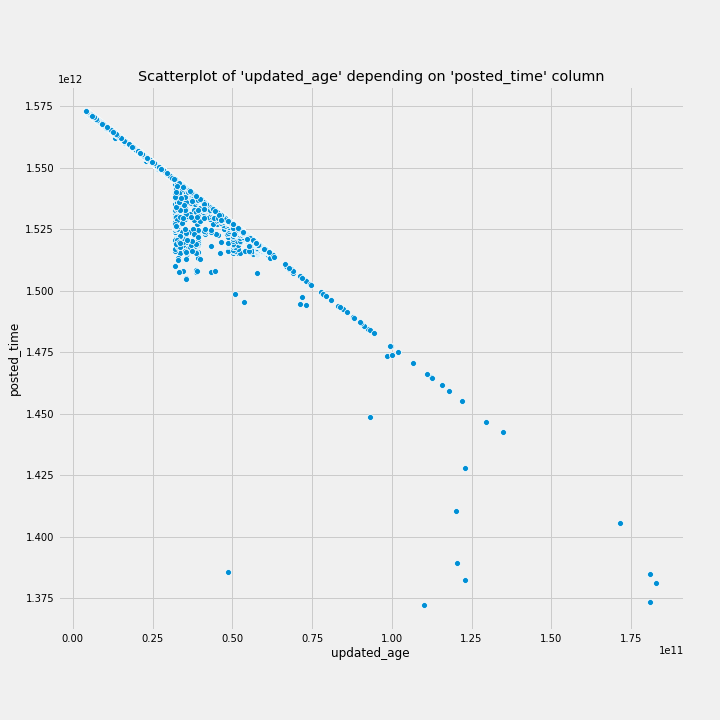 Scatterplot of 'updated_age' depending on 'posted_time' column
1e12
1.575
1.550
1.525
1.500
1.475
1.450
1.425
1.400
1.375
posted_time
0.00 0.25 0.50 0.75 1.00 1.25 1.50 1.75
1e11
updated_age